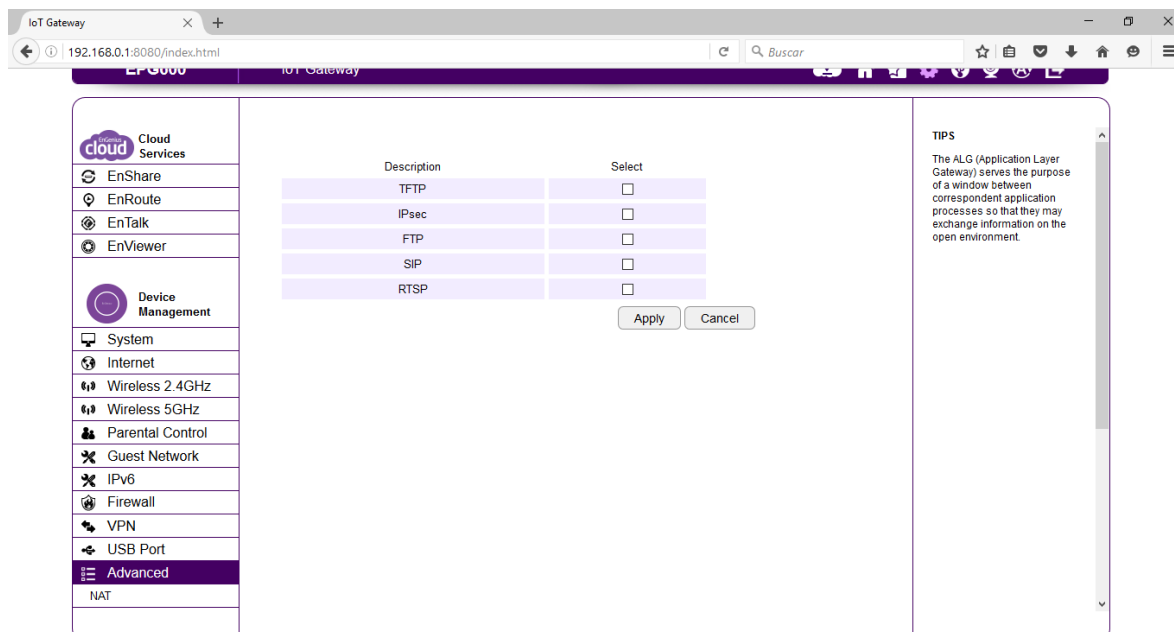 IoT Gateway
192.168.0.1:8080/index.html
Buscar
EPG600 IoT Gateway
EnGenius
cloud
Cloud
Services
EnShare
EnRoute
EnTalk
EnViewer
Device
Management
System
Internet
Wireless 2.4GHz
Wireless 5GHz
Parental Control
Guest Network
IPv6
Firewall
VPN
USB Port
Advanced
NAT
Description Select
TFTP
IPsec
FTP
SIP
RTSP
Apply Cancel
TIPS
The ALG (Application Layer
Gateway) serves the purpose
of a window between
correspondent application
processes so that they may
exchange information on the
open environment.